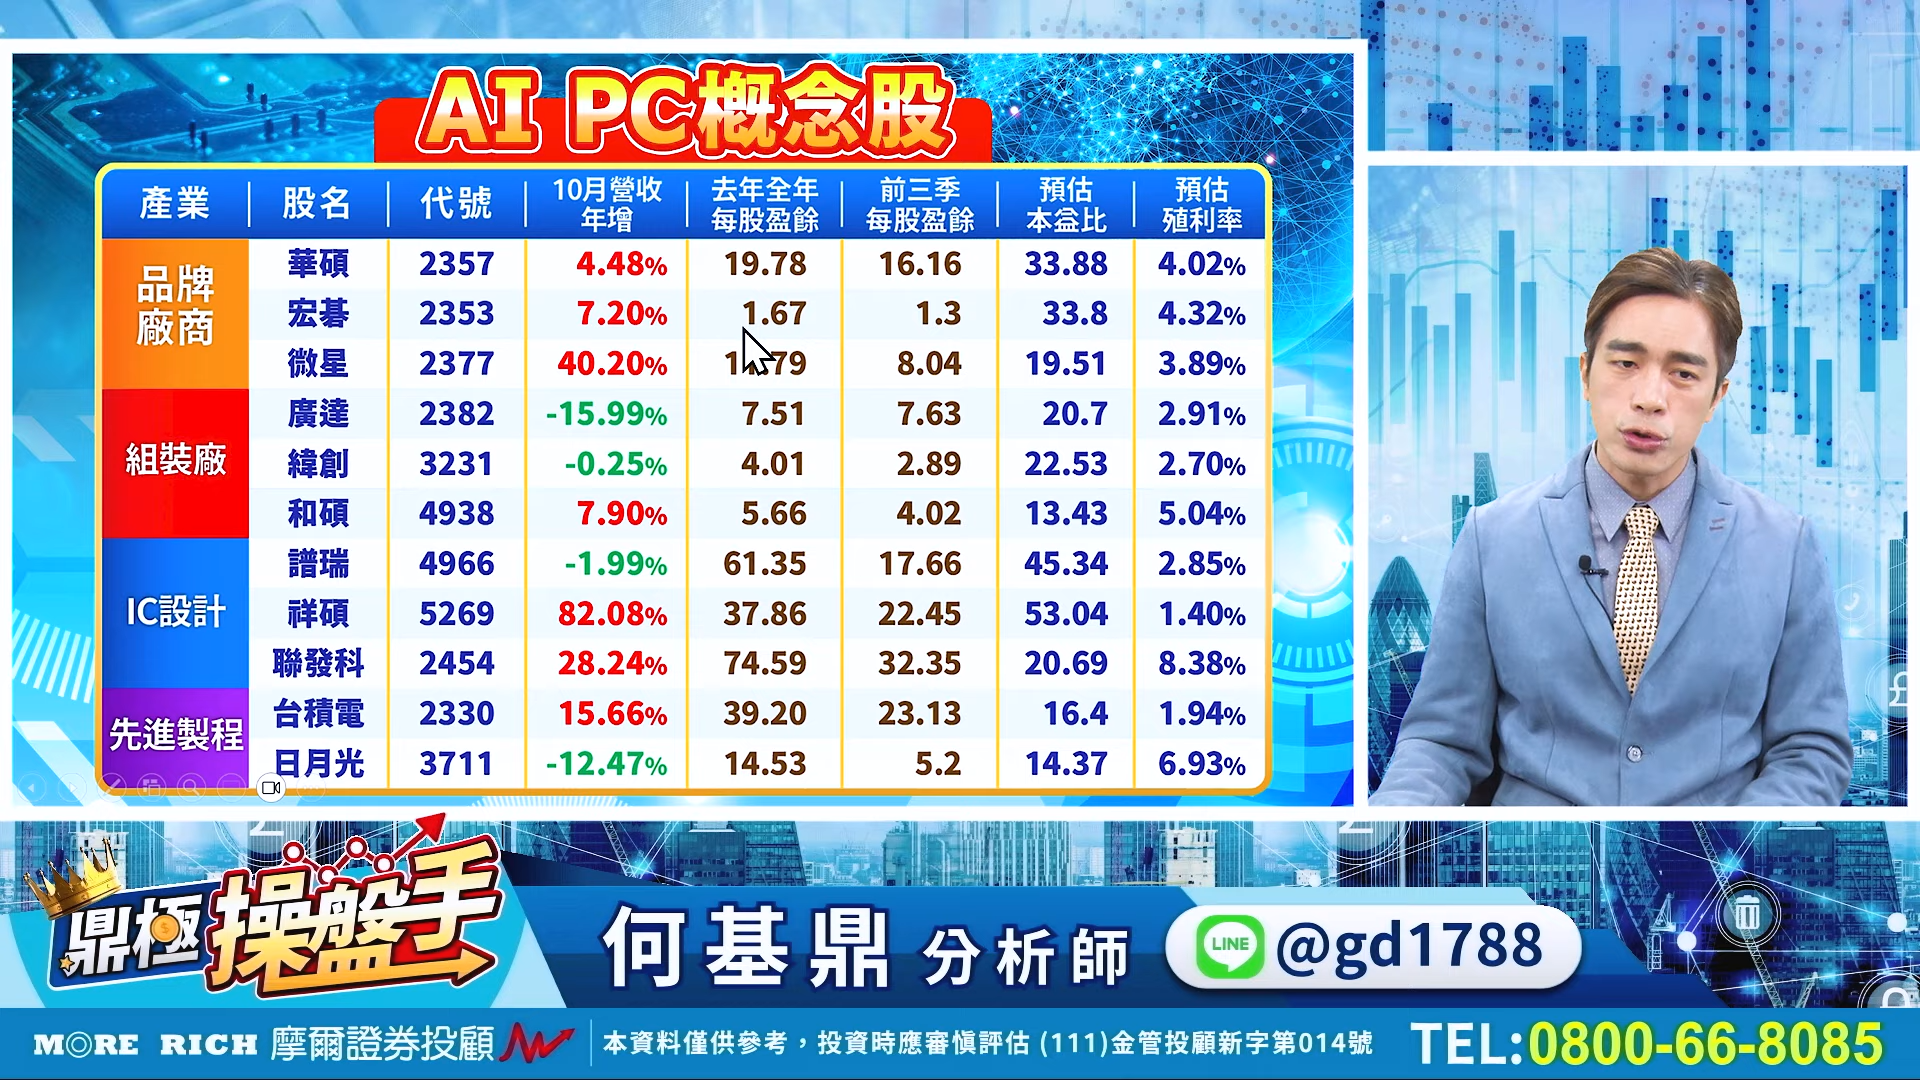 AI PC概念股
產業 股名 代號 10月營收年增 去年全年每股盈餘 前三季每股盈餘 預估本益比 預估殖利率
品牌廠商
華碩 2357 4.48% 19.78 16.16 33.88 4.02%
宏碁 2353 7.20% 1.67 1.3 33.8 4.32%
微星 2377 40.20% 8.04 19.51 3.89%
組裝廠
廣達 2382 -15.99% 7.51 7.63 20.7 2.91%
緯創 3231 -0.25% 4.01 2.89 22.53 2.70%
和碩 4938 7.90% 5.66 4.02 13.43 5.04%
IC設計
譜瑞 4966 -1.99% 61.35 17.66 45.34 2.85%
祥碩 5269 82.08% 37.86 22.45 53.04 1.40%
聯發科 2454 28.24% 74.59 32.35 20.69 8.38%
先進製程
台積電 2330 15.66% 39.20 23.13 16.4 1.94%
日月光 3711 -12.47% 14.53 5.2 14.37 6.93%
鼎極操盤手
何基鼎 分析師
LINE @gd1788
MORE RICH 摩爾證券投顧
本資料僅供參考，投資時應審慎評估 (111)金管投顧新字第014號
TEL:0800-66-8085